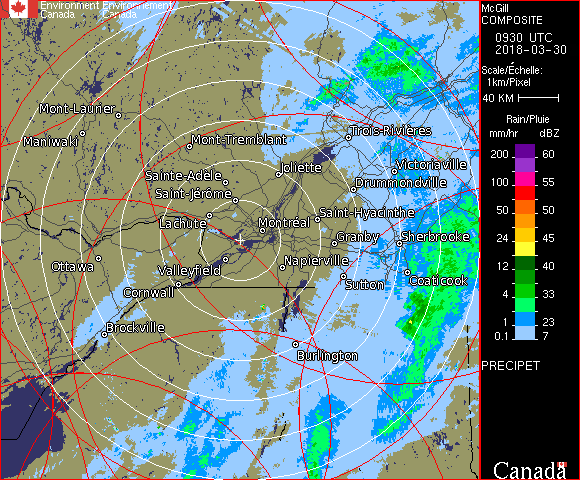 Environment Environnement
Canada Canada
McGill
COMPOSITE
0930 UTC
2018-03-30
Scale/Échelle:
1km/Pixel
40 KM
Rain/Pluie
mm/hr dBZ
200 60
100 55
50 50
24 45
12 40
4 33
1 23
0.1 7
PRECIPET
Canada
Mont-Laurier
Maniwaki
Trois-Rivières
Mont-Tremblant
Joliette
Victoriaville
Sainte-Adèle
Drummondville
Saint-Jérôme
Lachute
Saint-Hyacinthe
Montréal
Granby
Sherbrooke
Ottawa
Valleyfield
Napierville
Coaticook
Cornwall
Sutton
Brockville
Burlington